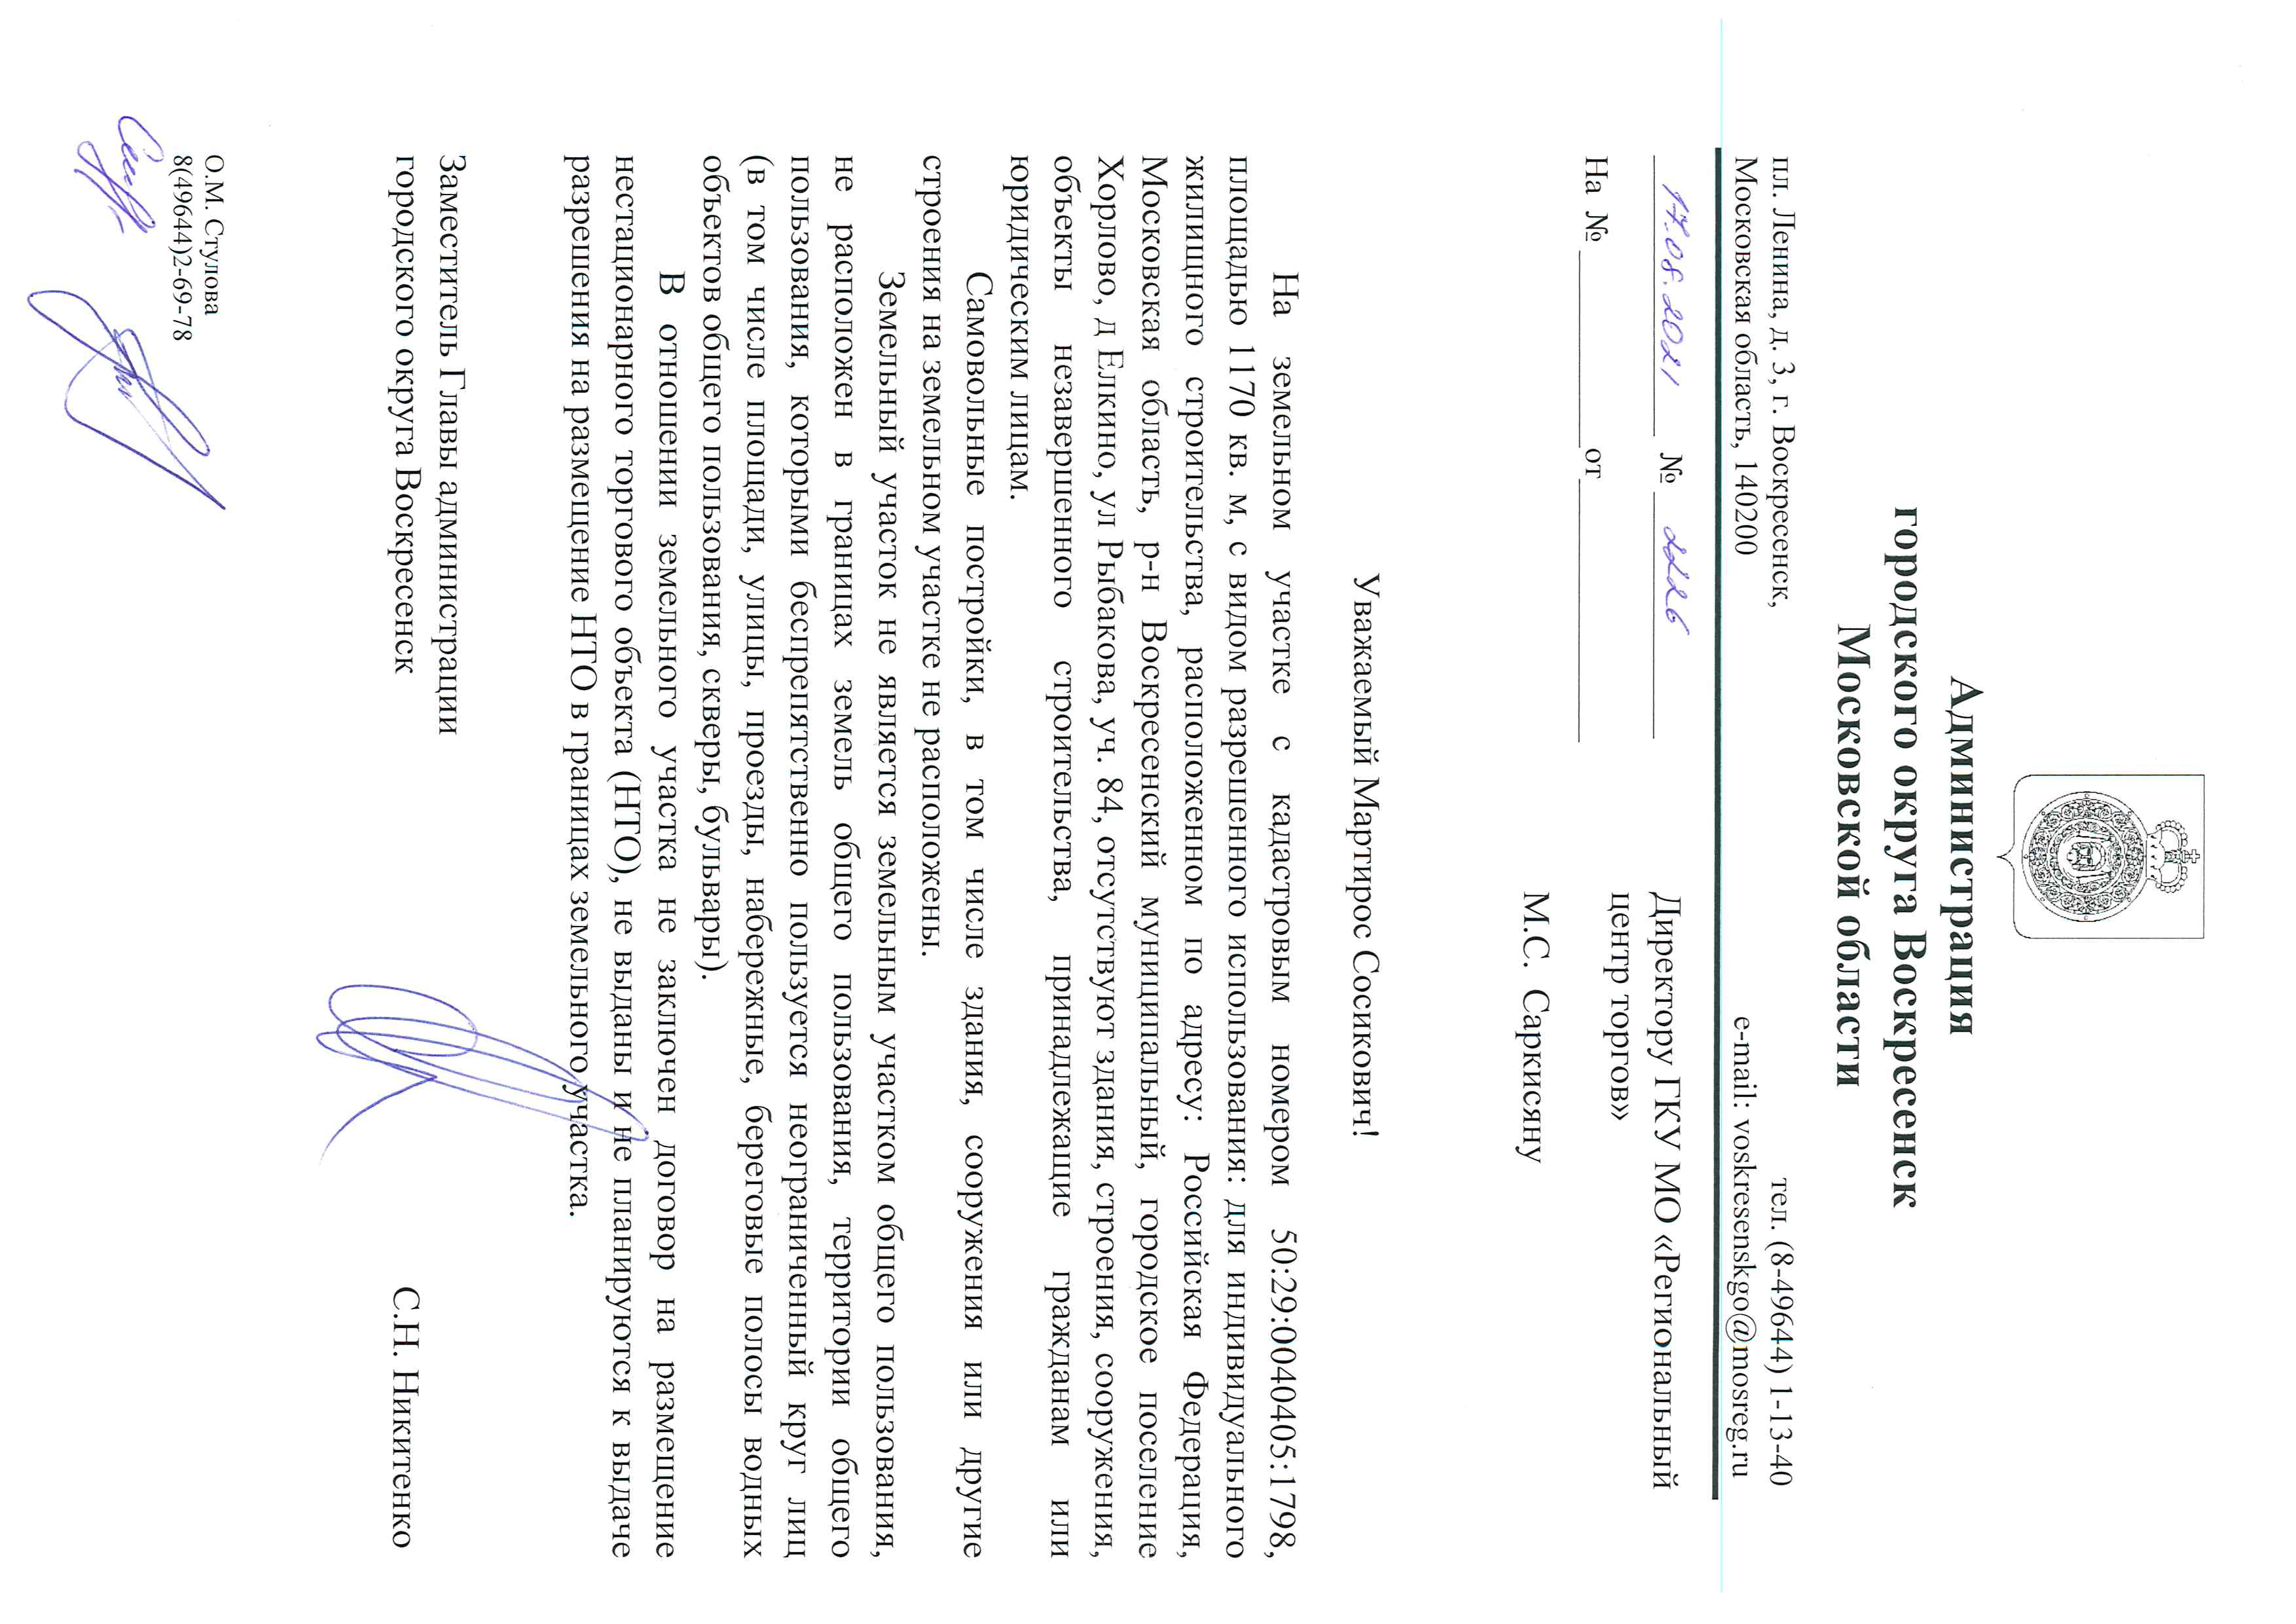 Администрация
городского округа Воскресенск
Московской области
пл. Ленина, д. 3, г. Воскресенск,
Московская область, 140200
тел. (8-49644) 1-13-40
e-mail: voskresenskgo@mosreg.ru
17.08.2021 № 2226
На № от
Директору ГКУ МО «Региональный
центр торгов»
М.С. Саркисяну
Уважаемый Мартирос Сосикович!
На земельном участке с кадастровым номером 50:29:0040405:1798,
площадью 1170 кв. м, с видом разрешенного использования: для индивидуального
жилищного строительства, расположенном по адресу: Российская Федерация,
Московская область, р-н Воскресенский муниципальный, городское поселение
Хорлово, д Елкино, ул Рыбакова, уч. 84, отсутствуют здания, строения, сооружения,
объекты незавершенного строительства, принадлежащие гражданам или
юридическим лицам.
Самовольные постройки, в том числе здания, сооружения или другие
строения на земельном участке не расположены.
Земельный участок не является земельным участком общего пользования,
не расположен в границах земель общего пользования, территории общего
пользования, которыми беспрепятственно пользуется неограниченный круг лиц
(в том числе площади, улицы, проезды, набережные, береговые полосы водных
объектов общего пользования, скверы, бульвары).
В отношении земельного участка не заключен договор на размещение
нестационарного торгового объекта (НТО), не выданы и не планируются к выдаче
разрешения на размещение НТО в границах земельного участка.
Заместитель Главы администрации
городского округа Воскресенск
С.Н. Никитенко
О.М. Стулова
8(49644)2-69-78